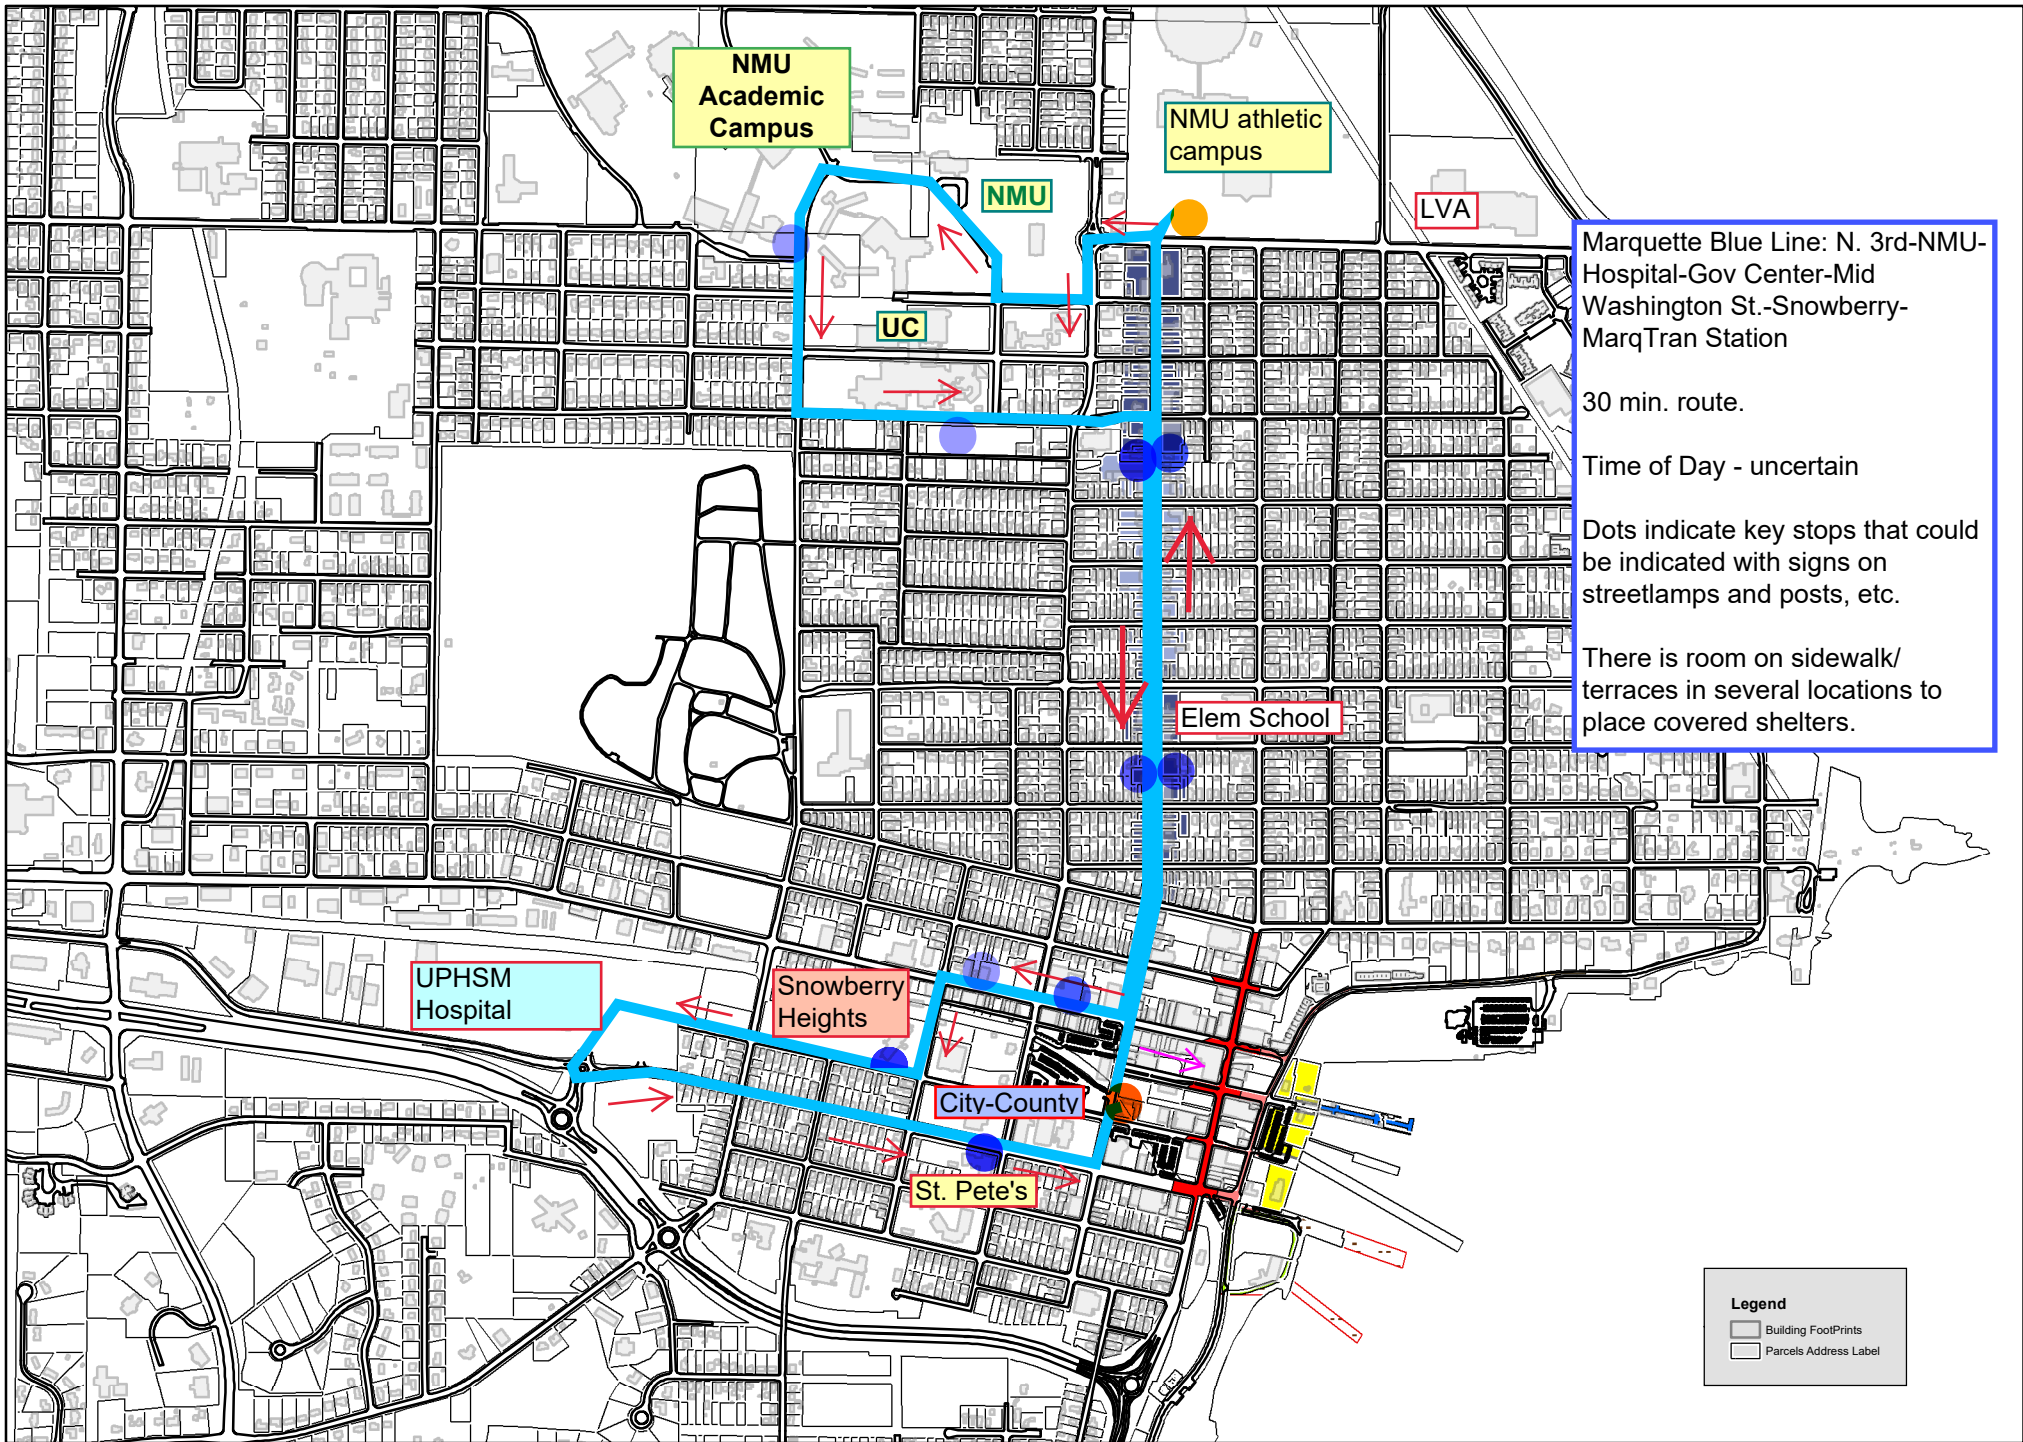 NMU
Academic
Campus
NMU athletic
campus
NMU
LVA
UC
Marquette Blue Line: N. 3rd-NMU-
Hospital-Gov Center-Mid
Washington St.-Snowberry-
MarqTran Station
30 min. route.
Time of Day - uncertain
Dots indicate key stops that could
be indicated with signs on
streetlamps and posts, etc.
There is room on sidewalk/
terraces in several locations to
place covered shelters.
Elem School
UPHSM
Hospital
Snowberry
Heights
City-County
St. Pete's
Legend
Building FootPrints
Parcels Address Label